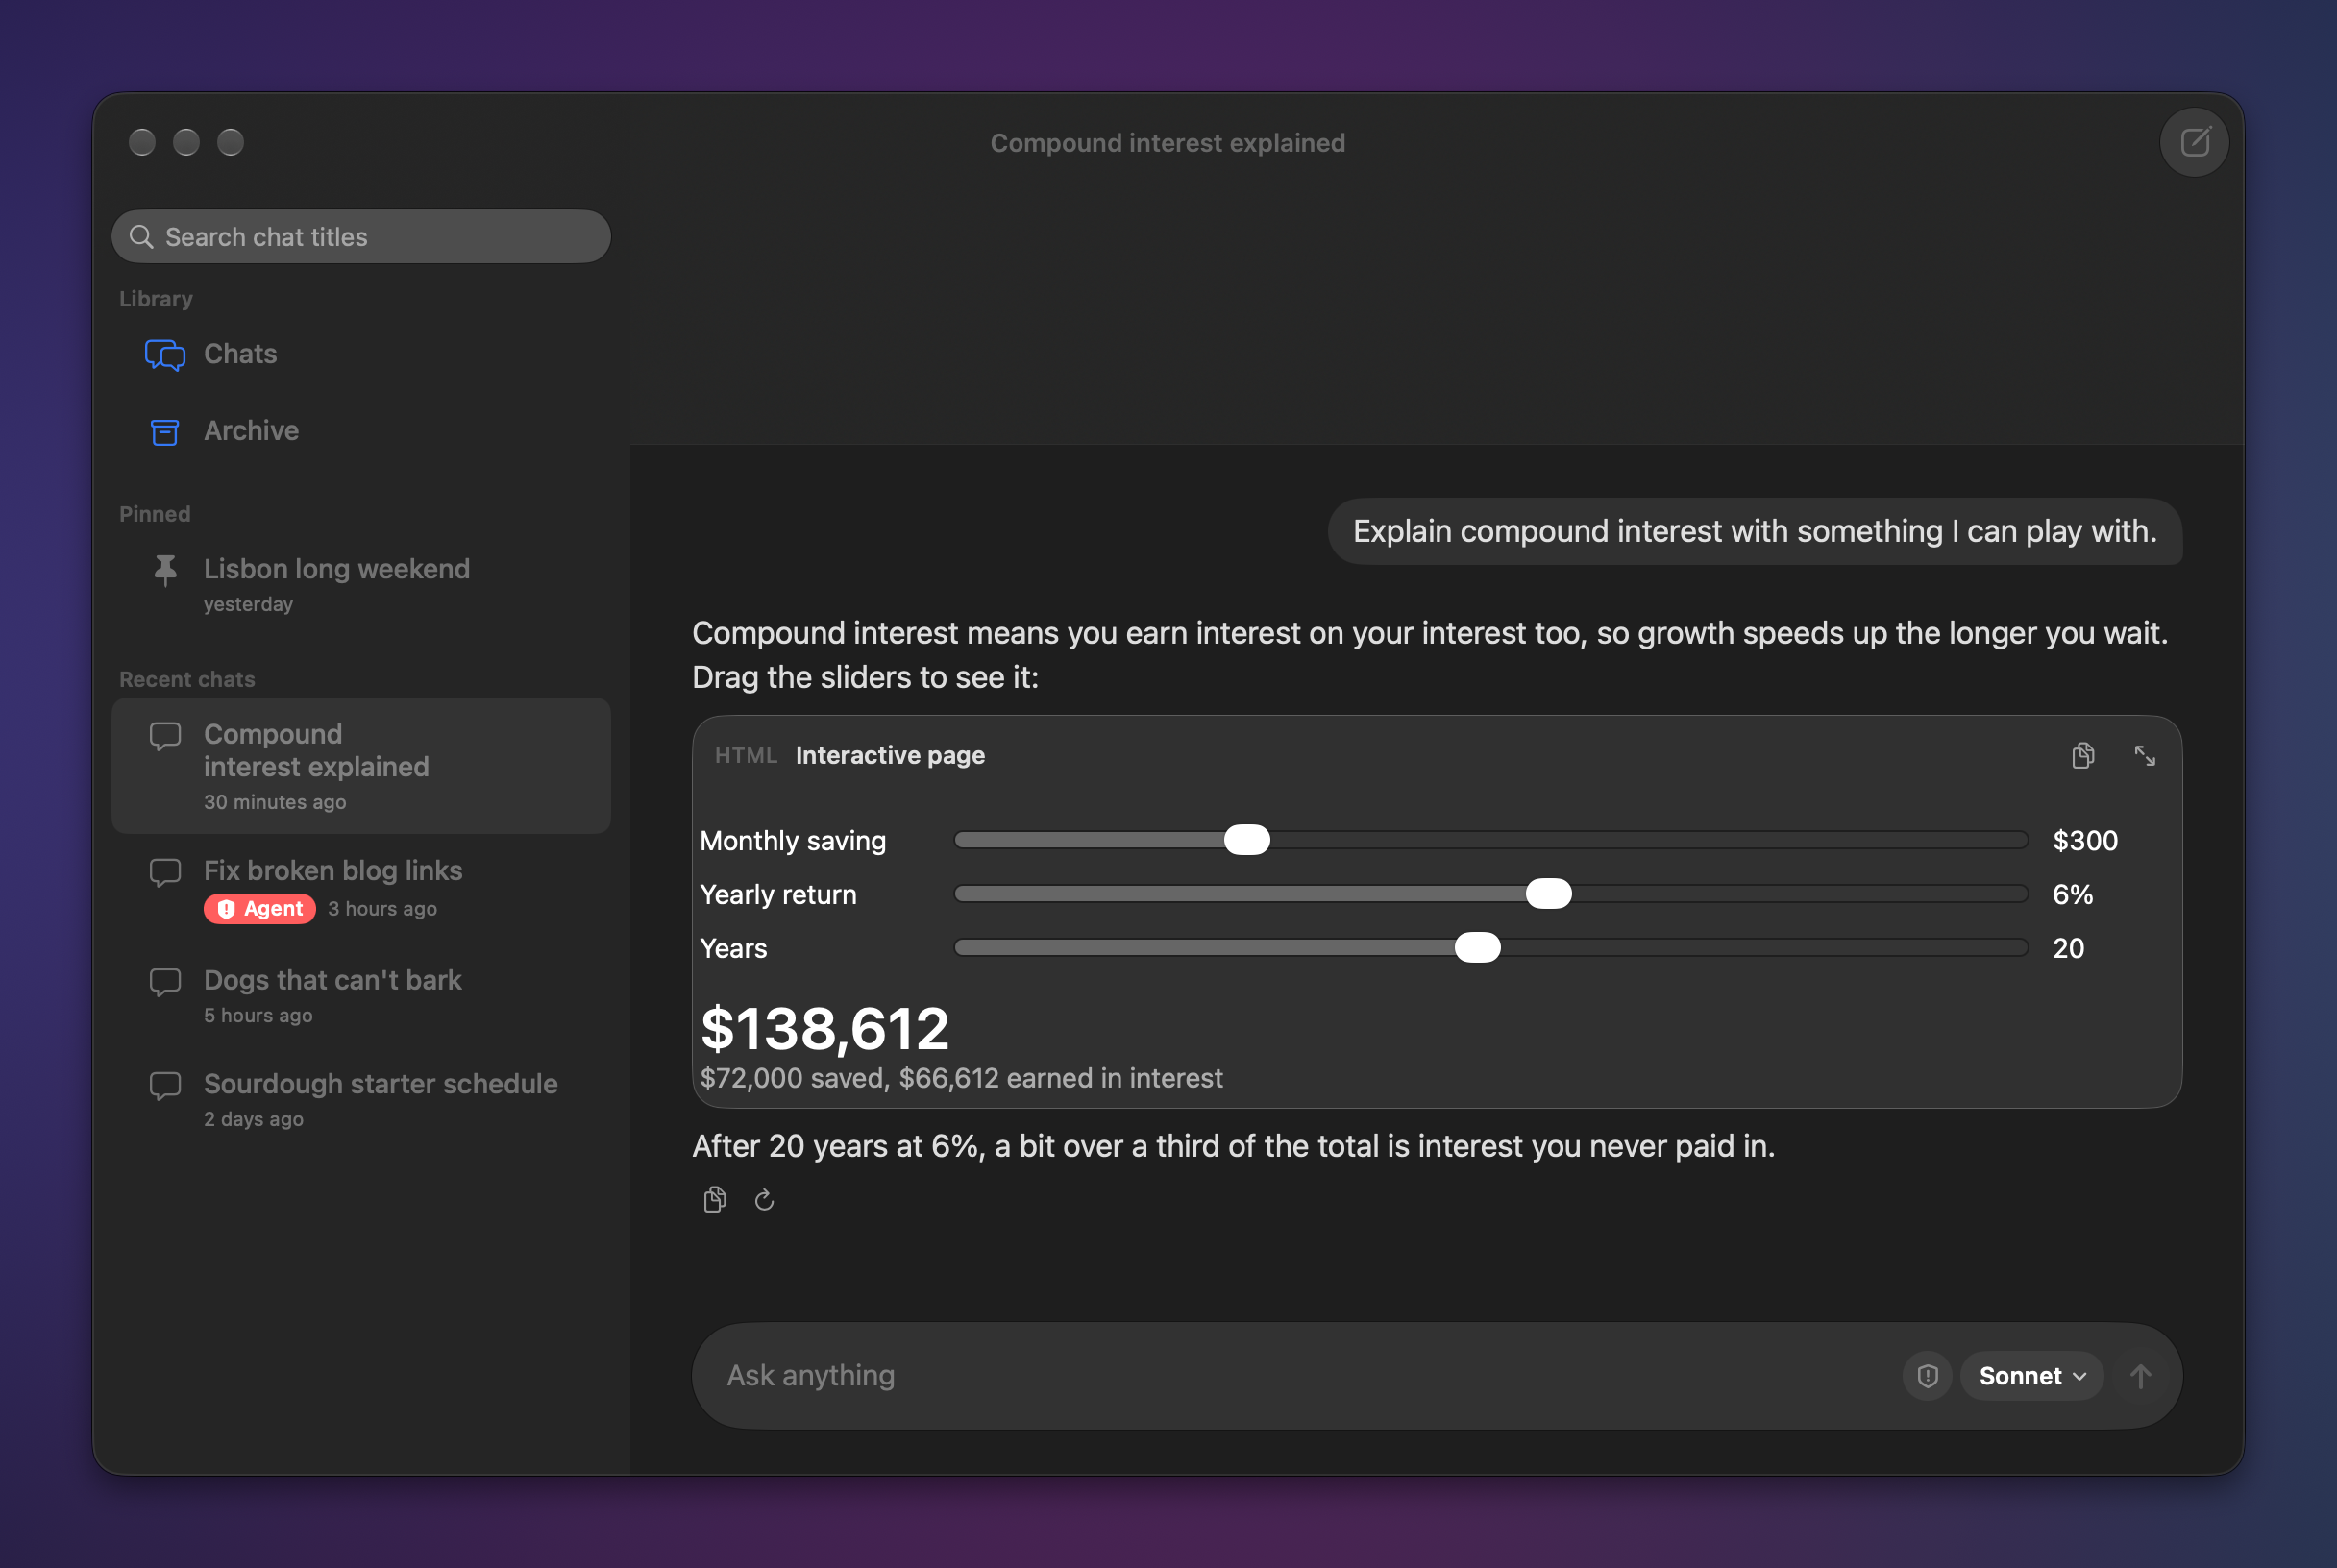 Compound interest explained
Search chat titles
Library
Chats
Archive
Pinned
Lisbon long weekend
yesterday
Recent chats
Compound
interest explained
30 minutes ago
Fix broken blog links
Agent 3 hours ago
Dogs that can't bark
5 hours ago
Sourdough starter schedule
2 days ago
Explain compound interest with something I can play with.
Compound interest means you earn interest on your interest too, so growth speeds up the longer you wait.
Drag the sliders to see it:
HTML Interactive page
Monthly saving $300
Yearly return 6%
Years 20
$138,612
$72,000 saved, $66,612 earned in interest
After 20 years at 6%, a bit over a third of the total is interest you never paid in.
Ask anything
Sonnet